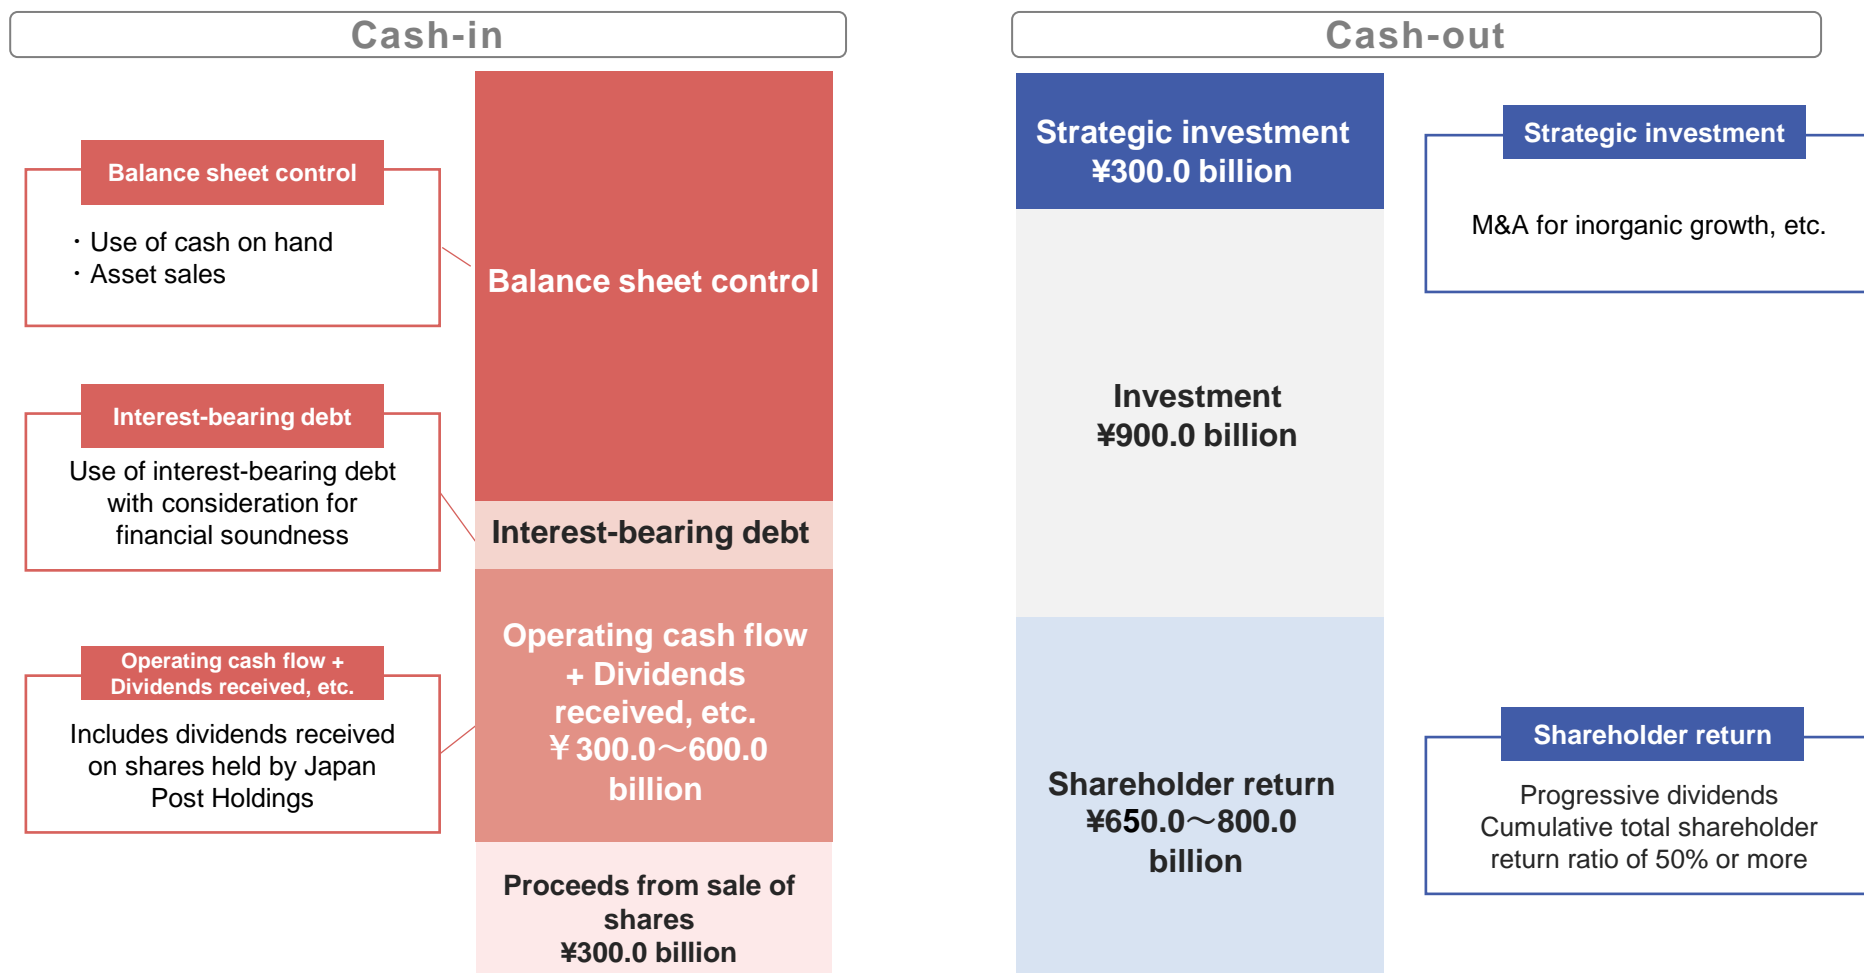 Cash-in
Balance sheet control
・Use of cash on hand
・Asset sales
Interest-bearing debt
Use of interest-bearing debt
with consideration for
financial soundness
Operating cash flow +
Dividends received, etc.
Includes dividends received
on shares held by Japan
Post Holdings
Balance sheet control
Interest-bearing debt
Operating cash flow
+ Dividends
received, etc.
￥300.0～600.0
billion
Proceeds from sale of
shares
¥300.0 billion
Cash-out
Strategic investment
¥300.0 billion
Investment
¥900.0 billion
Shareholder return
¥650.0～800.0
billion
Strategic investment
M&A for inorganic growth, etc.
Shareholder return
Progressive dividends
Cumulative total shareholder
return ratio of 50% or more